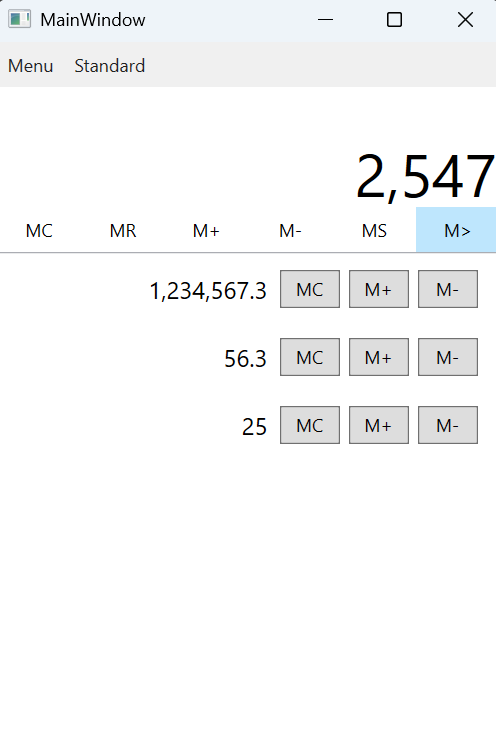 MainWindow
Menu Standard
2,547
MC MR M+ M- MS M>
1,234,567.3 MC M+ M-
56.3 MC M+ M-
25 MC M+ M-